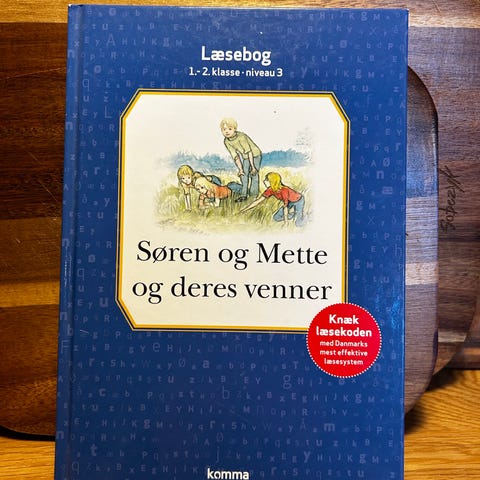 Læsebog
1.- 2. klasse · niveau 3
Søren og Mette
og deres venner
Knæk
læsekoden
med Danmarks
mest effektive
læsesystem
komma